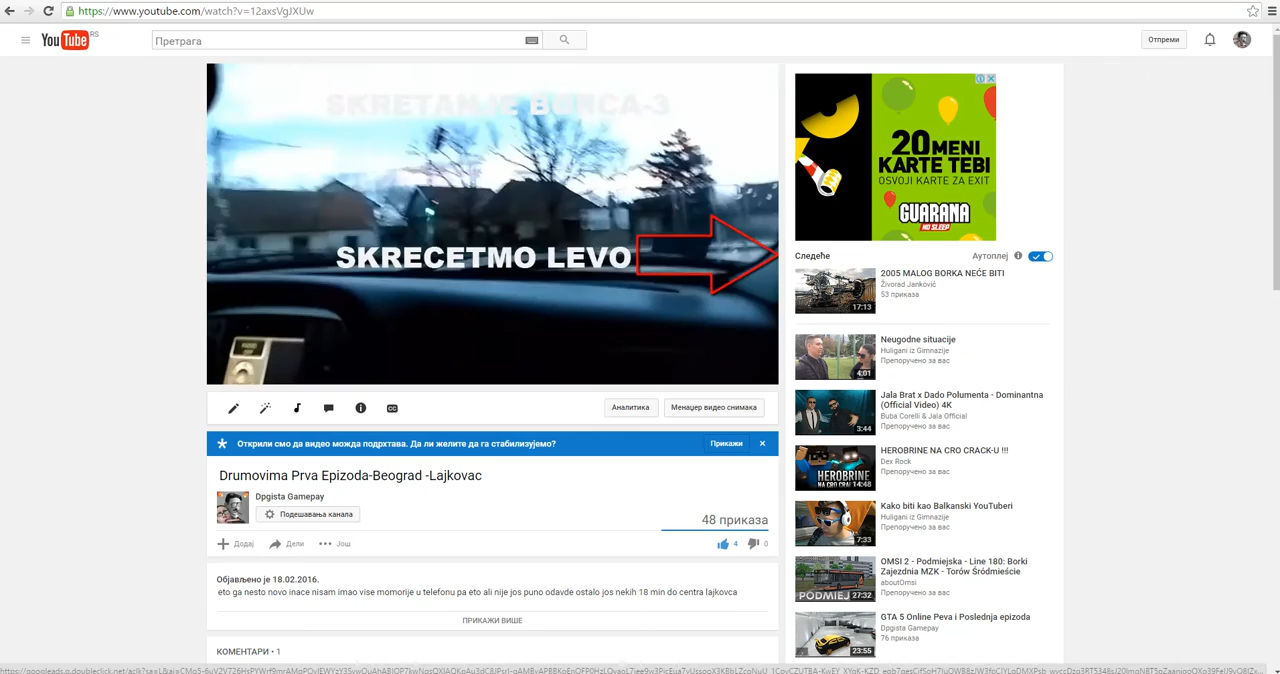 https://www.youtube.com/watch?v=12axsVgJXUw
YouTube RS
Претрага
Отпреми
SKRETANJE BORCA-3
SKRECETMO LEVO
20 MENI
KARTE TEBI
OSVOJI KARTE ZA EXIT
GUARANA
NO SLEEP
Следеће
Аутоплеј
2005 MALOG BORKA NEĆE BITI
Živorad Janković
53 приказа
17:13
Neugodne situacije
Huligani iz Gimnazije
Препоручено за вас
4:01
Jala Brat x Dado Polumenta - Dominantna
(Official Video) 4K
Buba Corelli & Jala Official
Препоручено за вас
3:44
HEROBRINE NA CRO CRACK-U !!!
Dex Rock
Препоручено за вас
HEROBRINE
NA CRO CRA
14:48
Kako biti kao Balkanski YouTuberi
Huligani iz Gimnazije
Препоручено за вас
7:33
OMSI 2 - Podmiejska - Line 180: Borki
Zajezdnia MZK - Torów Śródmieście
aboutOmsi
Препоручено за вас
PODMIEJ
27:32
GTA 5 Online Peva i Poslednja epizoda
Dpgista Gamepay
76 приказа
23:55
Аналитика
Менаџер видео снимака
Открили смо да видео можда подрхтава. Да ли желите да га стабилизујемо?
Прикажи
Drumovima Prva Epizoda-Beograd -Lajkovac
Dpgista Gamepay
Подешавања канала
48 приказа
Додај
Дели
Још
4
0
Објављено је 18.02.2016.
eto ga nesto novo inace nisam imao vise momorije u telefonu pa eto ali nije jos puno odavde ostalo jos nekih 18 min do centra lajkovca
ПРИКАЖИ ВИШЕ
КОМЕНТАРИ • 1